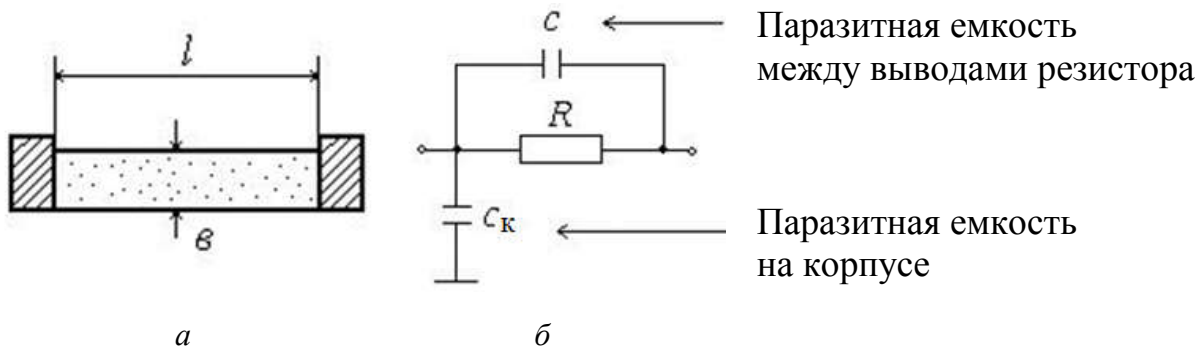 C
Паразитная емкость
между выводами резистора
l
R
Cк
в
Паразитная емкость
на корпусе
а
б